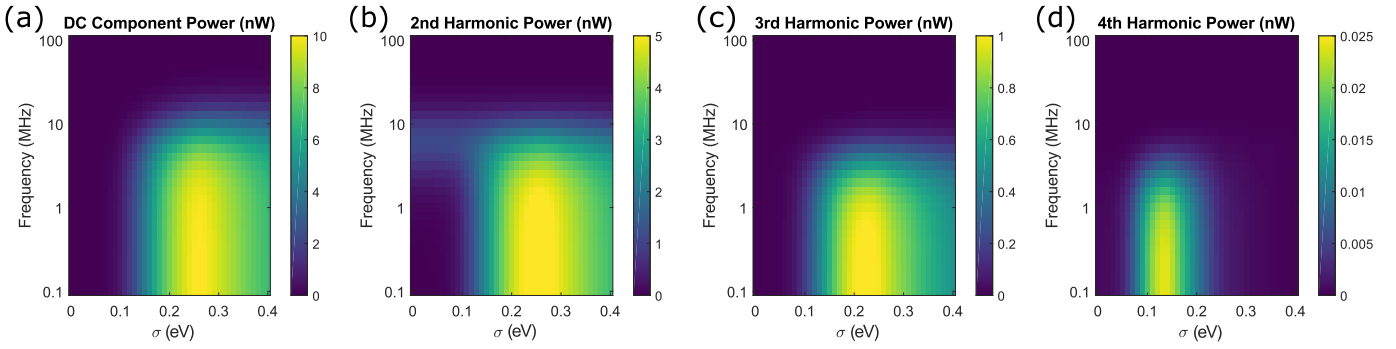 (a) DC Component Power (nW)
100
10
1
0.1
Frequency (MHz)
0 0.1 0.2 0.3 0.4
σ (eV)
10
8
6
4
2
0
(b) 2nd Harmonic Power (nW)
100
10
1
0.1
Frequency (MHz)
0 0.1 0.2 0.3 0.4
σ (eV)
5
4
3
2
1
0
(c) 3rd Harmonic Power (nW)
100
10
1
0.1
Frequency (MHz)
0 0.1 0.2 0.3 0.4
σ (eV)
1
0.8
0.6
0.4
0.2
0
(d) 4th Harmonic Power (nW)
100
10
1
0.1
Frequency (MHz)
0 0.1 0.2 0.3 0.4
σ (eV)
0.025
0.02
0.015
0.01
0.005
0